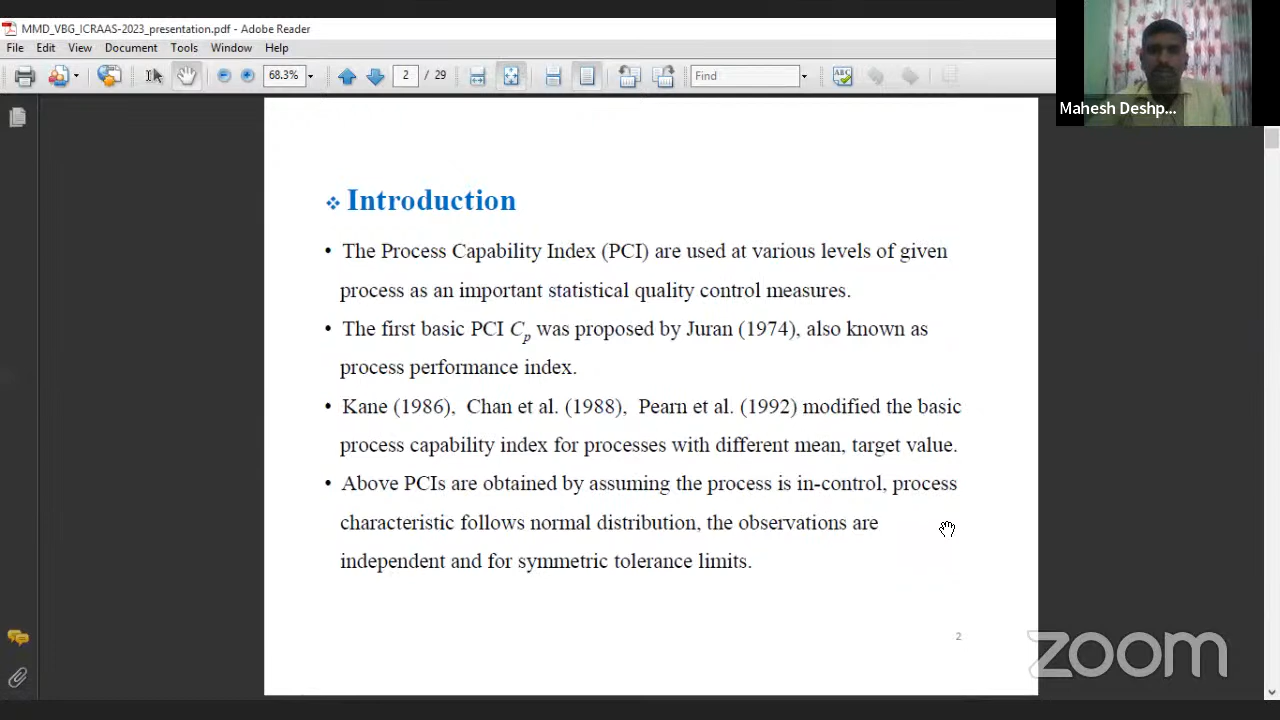 MMD_VBG_ICRAAS-2023_presentation.pdf - Adobe Reader
File Edit View Document Tools Window Help
68.3% 2 / 29 Find
Mahesh Deshp...
❖ Introduction
• The Process Capability Index (PCI) are used at various levels of given
process as an important statistical quality control measures.
• The first basic PCI Cp was proposed by Juran (1974), also known as
process performance index.
• Kane (1986), Chan et al. (1988), Pearn et al. (1992) modified the basic
process capability index for processes with different mean, target value.
• Above PCIs are obtained by assuming the process is in-control, process
characteristic follows normal distribution, the observations are
independent and for symmetric tolerance limits.
2
zoom